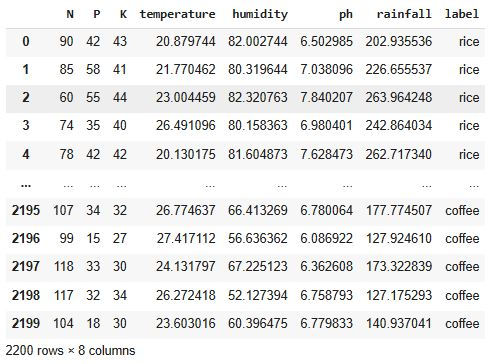 N P K temperature humidity ph rainfall label
0 90 42 43 20.879744 82.002744 6.502985 202.935536 rice
1 85 58 41 21.770462 80.319644 7.038096 226.655537 rice
2 60 55 44 23.004459 82.320763 7.840207 263.964248 rice
3 74 35 40 26.491096 80.158363 6.980401 242.864034 rice
4 78 42 42 20.130175 81.604873 7.628473 262.717340 rice
... ... ... ... ... ... ... ... ...
2195 107 34 32 26.774637 66.413269 6.780064 177.774507 coffee
2196 99 15 27 27.417112 56.636362 6.086922 127.924610 coffee
2197 118 33 30 24.131797 67.225123 6.362608 173.322839 coffee
2198 117 32 34 26.272418 52.127394 6.758793 127.175293 coffee
2199 104 18 30 23.603016 60.396475 6.779833 140.937041 coffee
2200 rows × 8 columns